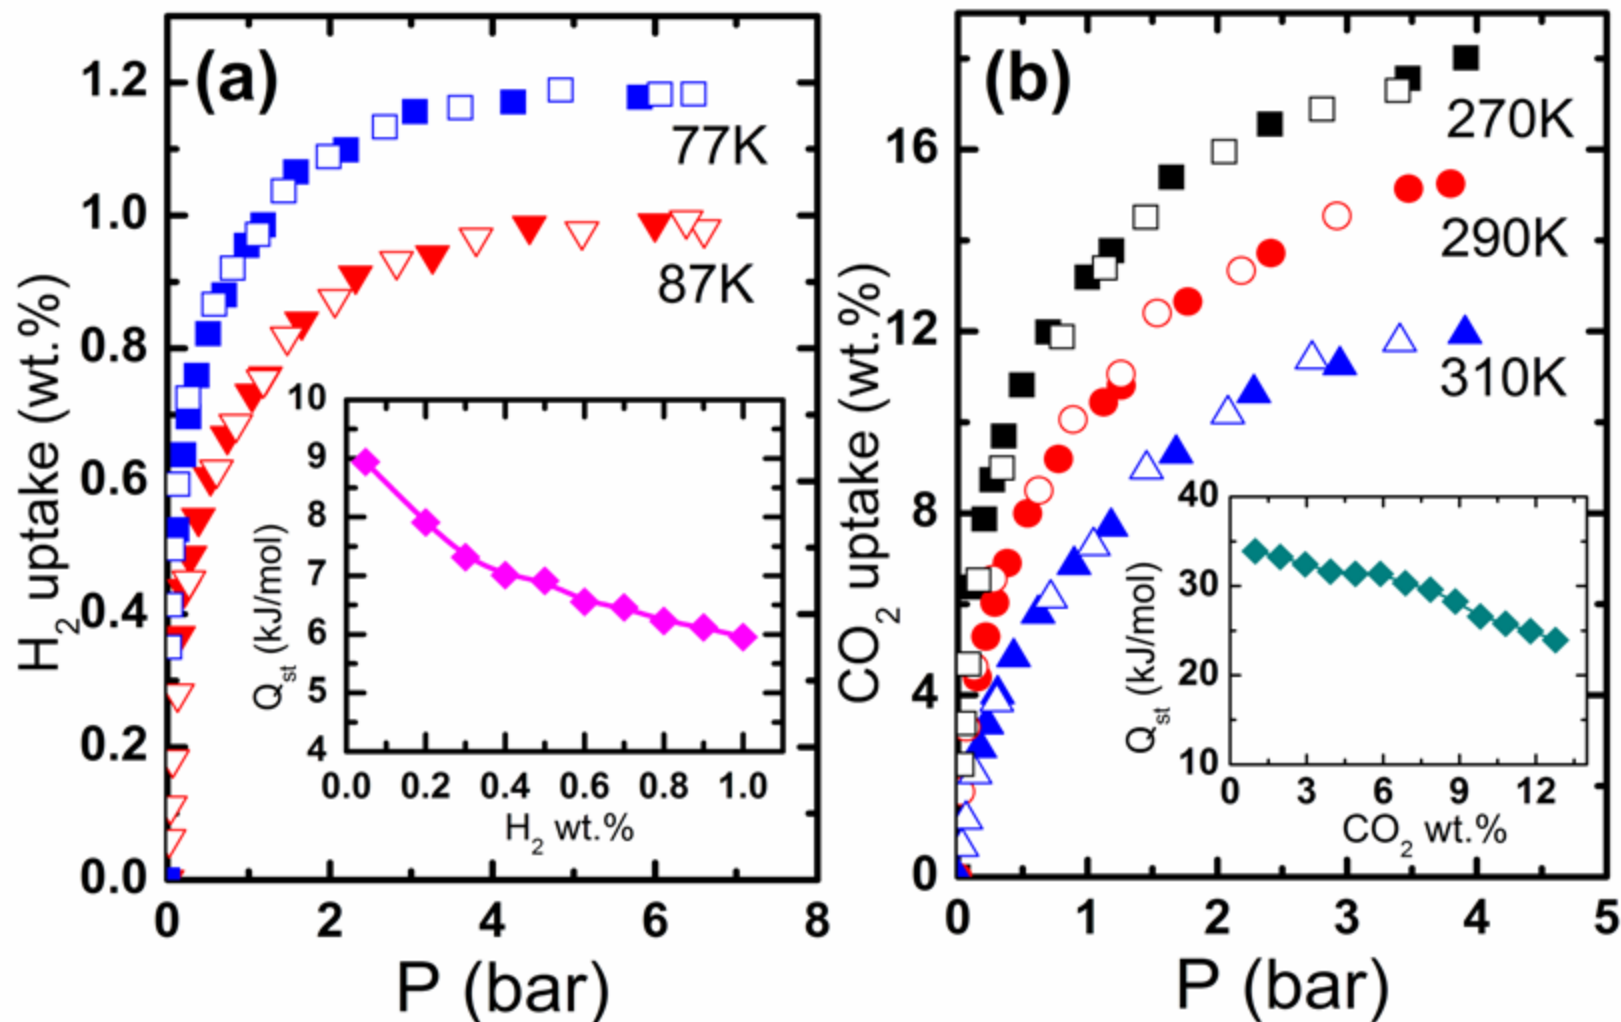 (a)
77K
87K
H2 uptake (wt.%)
1.2
1.0
0.8
0.6
0.4
0.2
0.0
0 2 4 6 8
P (bar)
Qst (kJ/mol)
10
9
8
7
6
5
4
0.0 0.2 0.4 0.6 0.8 1.0
H2 wt.%
(b)
270K
290K
310K
CO2 uptake (wt.%)
16
12
8
4
0
0 1 2 3 4 5
P (bar)
Qst (kJ/mol)
40
30
20
10
0 3 6 9 12
CO2 wt.%